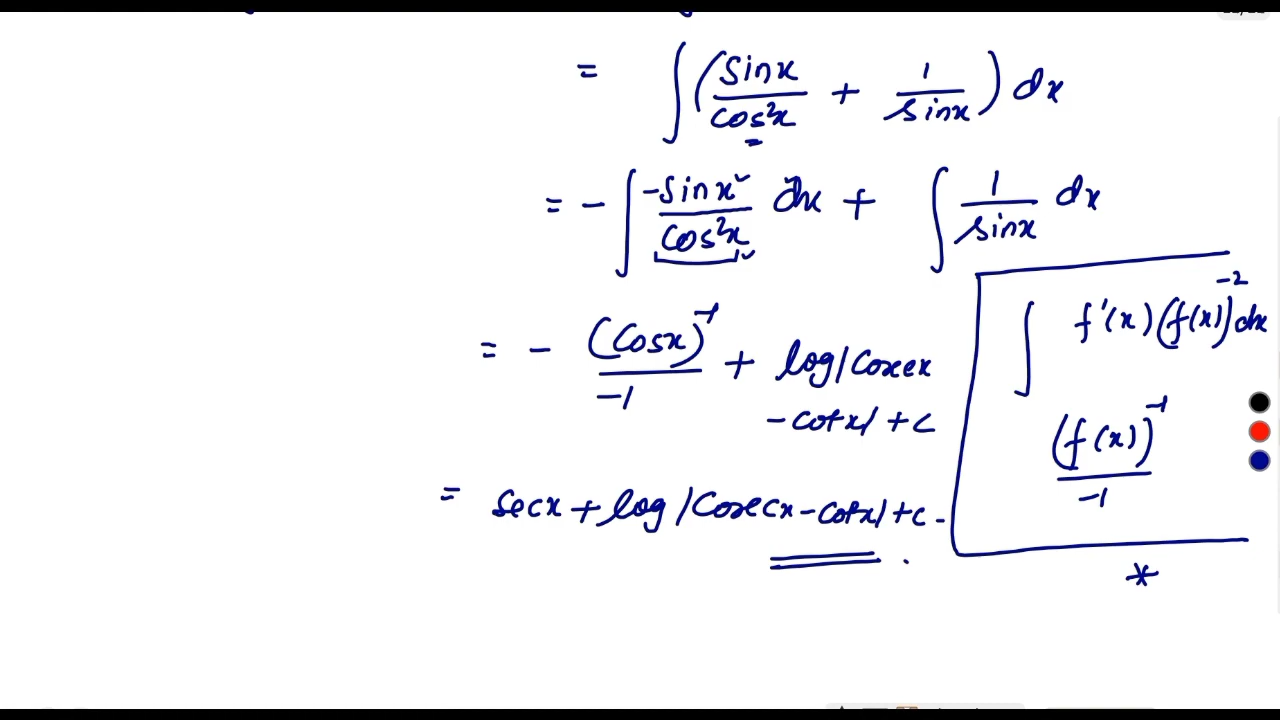 = ∫ (sinx/cos²x + 1/sinx) dx
= - ∫ -sinx/cos²x dx + ∫ 1/sinx dx
= - (cosx)⁻¹/-1 + log|cosecx
- cotx| + c
= secx + log|cosecx - cotx| + c -
∫ f'(x) (f(x))⁻² dx
(f(x))⁻¹/-1
*